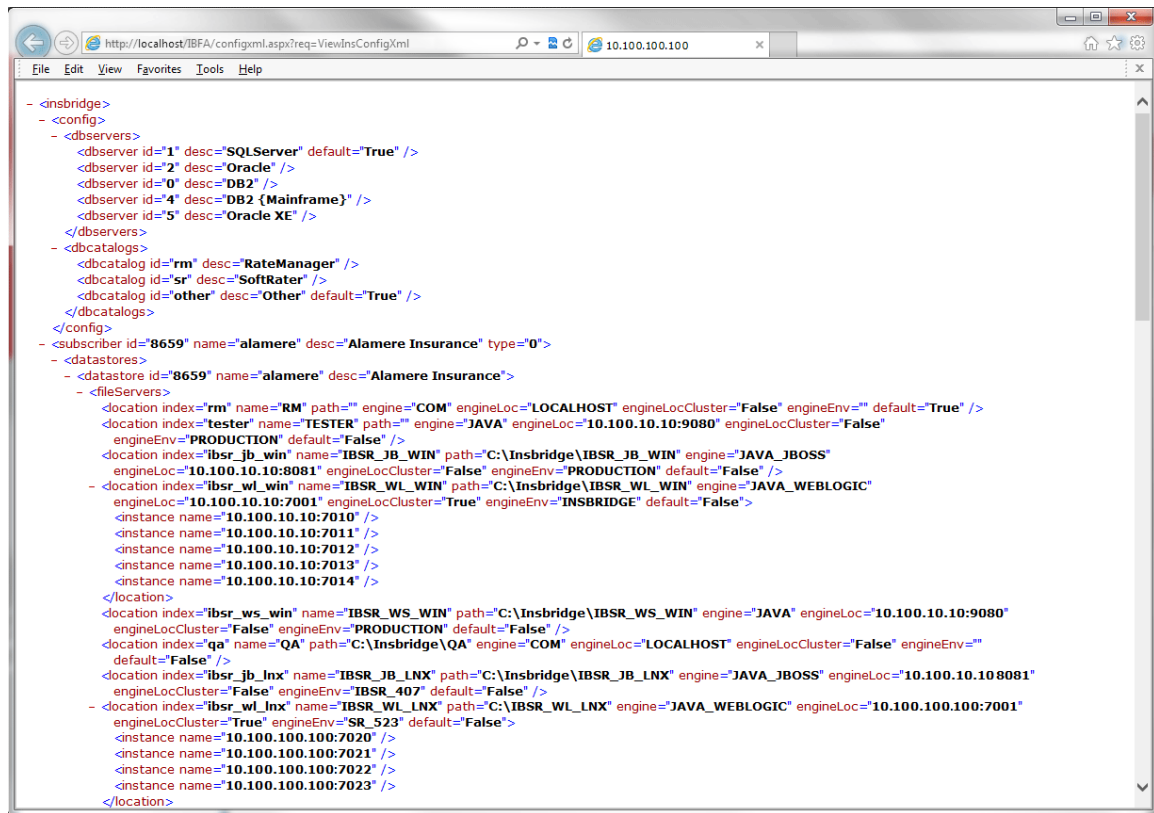 http://localhost/IBFA/configxml.aspx?req=ViewInsConfigXml
10.100.100.100
File Edit View Favorites Tools Help
- <insbridge>
- <config>
- <dbservers>
<dbserver id="1" desc="SQLServer" default="True" />
<dbserver id="2" desc="Oracle" />
<dbserver id="0" desc="DB2" />
<dbserver id="4" desc="DB2 {Mainframe}" />
<dbserver id="5" desc="Oracle XE" />
</dbservers>
- <dbcatalogs>
<dbcatalog id="rm" desc="RateManager" />
<dbcatalog id="sr" desc="SoftRater" />
<dbcatalog id="other" desc="Other" default="True" />
</dbcatalogs>
</config>
- <subscriber id="8659" name="alamere" desc="Alamere Insurance" type="0">
- <datastores>
- <datastore id="8659" name="alamere" desc="Alamere Insurance">
- <fileServers>
<location index="rm" name="RM" path="" engine="COM" engineLoc="LOCALHOST" engineLocCluster="False" engineEnv="" default="True" />
<location index="tester" name="TESTER" path="" engine="JAVA" engineLoc="10.100.10.10:9080" engineLocCluster="False"
engineEnv="PRODUCTION" default="False" />
<location index="ibsr_jb_win" name="IBSR_JB_WIN" path="C:\Insbridge\IBSR_JB_WIN" engine="JAVA_JBOSS"
engineLoc="10.100.10.10:8081" engineLocCluster="False" engineEnv="PRODUCTION" default="False" />
- <location index="ibsr_wl_win" name="IBSR_WL_WIN" path="C:\Insbridge\IBSR_WL_WIN" engine="JAVA_WEBLOGIC"
engineLoc="10.100.10.10:7001" engineLocCluster="True" engineEnv="INSBRIDGE" default="False">
<instance name="10.100.10.10:7010" />
<instance name="10.100.10.10:7011" />
<instance name="10.100.10.10:7012" />
<instance name="10.100.10.10:7013" />
<instance name="10.100.10.10:7014" />
</location>
<location index="ibsr_ws_win" name="IBSR_WS_WIN" path="C:\Insbridge\IBSR_WS_WIN" engine="JAVA" engineLoc="10.100.10.10:9080"
engineLocCluster="False" engineEnv="PRODUCTION" default="False" />
<location index="qa" name="QA" path="C:\Insbridge\QA" engine="COM" engineLoc="LOCALHOST" engineLocCluster="False" engineEnv=""
default="False" />
<location index="ibsr_jb_lnx" name="IBSR_JB_LNX" path="C:\Insbridge\IBSR_JB_LNX" engine="JAVA_JBOSS" engineLoc="10.100.10.108081"
engineLocCluster="False" engineEnv="IBSR_407" default="False" />
- <location index="ibsr_wl_lnx" name="IBSR_WL_LNX" path="C:\IBSR_WL_LNX" engine="JAVA_WEBLOGIC" engineLoc="10.100.100.100:7001"
engineLocCluster="True" engineEnv="SR_523" default="False">
<instance name="10.100.100.100:7020" />
<instance name="10.100.100.100:7021" />
<instance name="10.100.100.100:7022" />
<instance name="10.100.100.100:7023" />
</location>